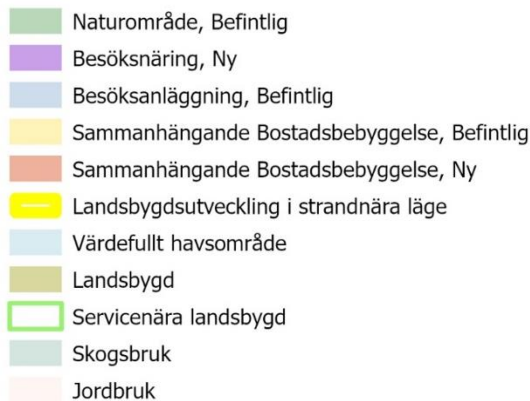 Naturområde, Befintlig
Besöksnäring, Ny
Besöksanläggning, Befintlig
Sammanhängande Bostadsbebyggelse, Befintlig
Sammanhängande Bostadsbebyggelse, Ny
Landsbygdsutveckling i strandnära läge
Värdefullt havsområde
Landsbygd
Servicenära landsbygd
Skogsbruk
Jordbruk